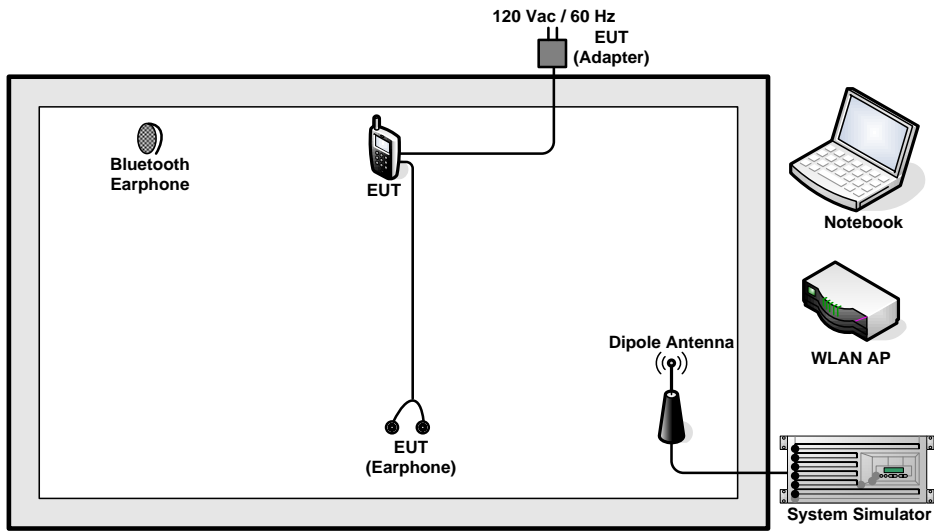 120 Vac / 60 Hz
EUT
(Adapter)
Bluetooth
Earphone
EUT
Notebook
Dipole Antenna
WLAN AP
EUT
(Earphone)
System Simulator